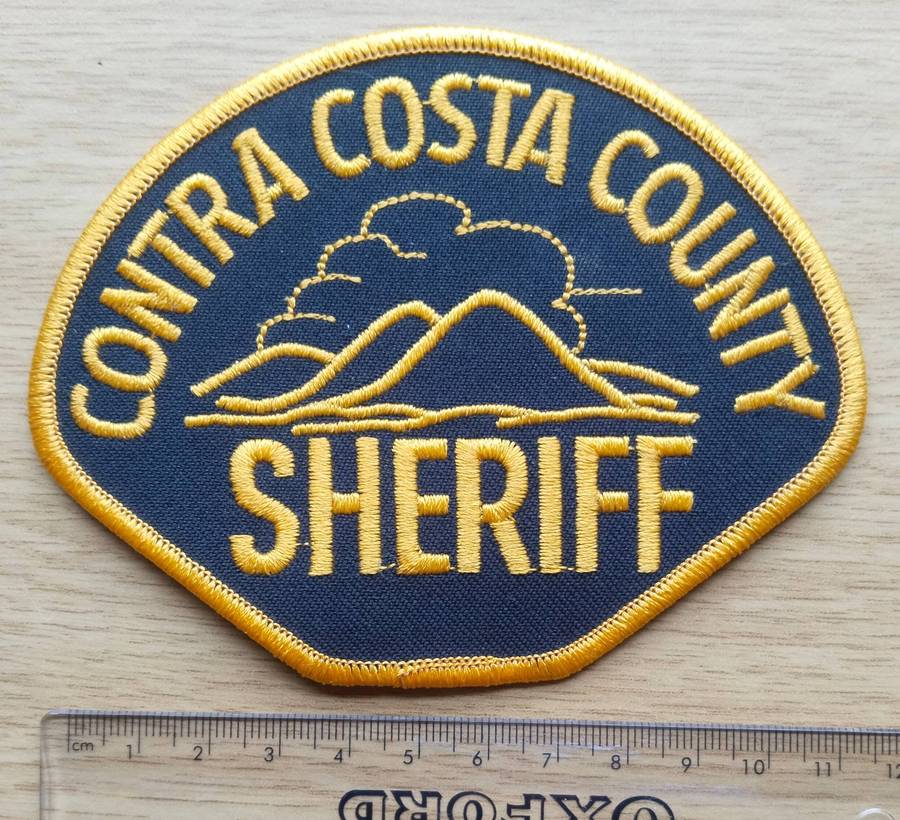 CONTRA COSTA COUNTY
SHERIFF
cm 1 2 3 4 5 6 7 8 9 10 11 12
OXFORD